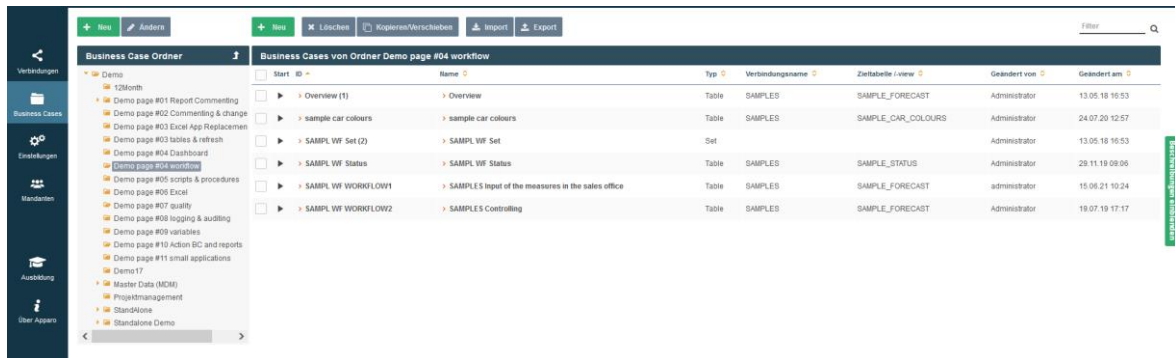 Neu Ändern
Neu Löschen Kopieren/Verschieben Import Export
Filter
Verbindungen
Business Cases
Einstellungen
Mandanten
Ausbildung
Über Apparo
Business Case Ordner
Demo
12Month
Demo page #01 Report Commenting
Demo page #02 Commenting & change
Demo page #03 Excel App Replacemen
Demo page #03 tables & refresh
Demo page #04 Dashboard
Demo page #04 workflow
Demo page #05 scripts & procedures
Demo page #06 Excel
Demo page #07 quality
Demo page #08 logging & auditing
Demo page #09 variables
Demo page #10 Action BC and reports
Demo page #11 small applications
Demo17
Master Data (MDM)
Projektmanagement
StandAlone
Standalone Demo
Business Cases von Ordner Demo page #04 workflow
Start ID Name Typ Verbindungsname Zieltabelle /-view Geändert von Geändert am
Overview (1) Overview Table SAMPLES SAMPLE_FORECAST Administrator 13.05.18 16:53
sample car colours sample car colours Table SAMPLES SAMPLE_CAR_COLOURS Administrator 24.07.20 12:57
SAMPL WF Set (2) SAMPL WF Set Set Administrator 13.05.18 16:53
SAMPL WF Status SAMPL WF Status Table SAMPLES SAMPLE_STATUS Administrator 29.11.19 09:06
SAMPL WF WORKFLOW1 SAMPLES Input of the measures in the sales office Table SAMPLES SAMPLE_FORECAST administrator 15.06.21 10:24
SAMPL WF WORKFLOW2 SAMPLES Controlling Table SAMPLES SAMPLE_FORECAST Administrator 19.07.19 17:17
Beschreibungen einblenden